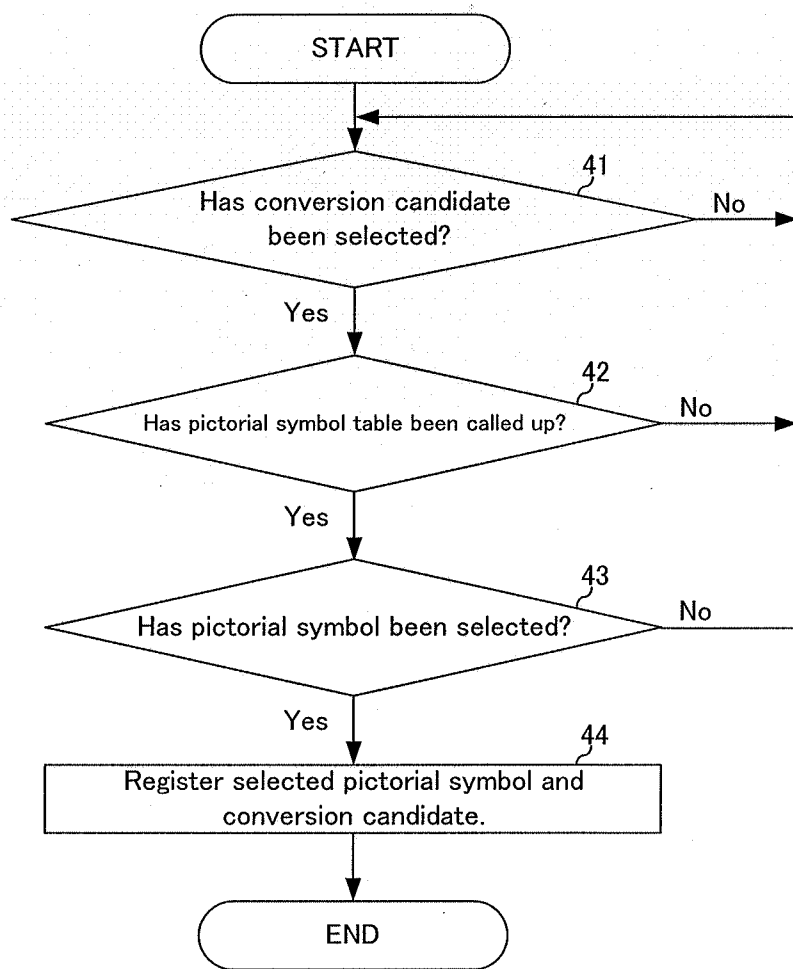 START
41
Has conversion candidate
been selected?
No
Yes
42
Has pictorial symbol table been called up?
No
Yes
43
Has pictorial symbol been selected?
No
Yes
44
Register selected pictorial symbol and
conversion candidate.
END